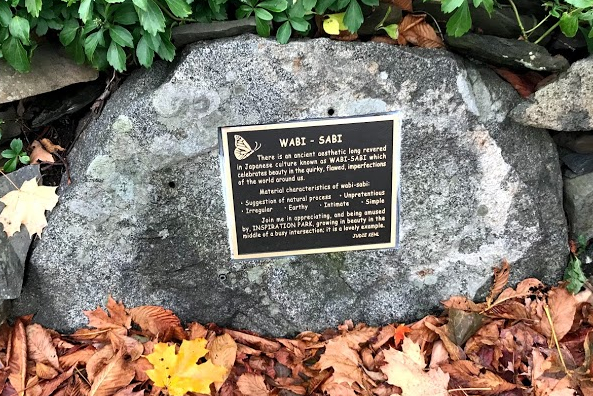 WABI - SABI
There is an ancient aesthetic long revered
in Japanese culture known as WABI-SABI which
celebrates beauty in the quirky, flawed, imperfections
of the world around us.
Material characteristics of wabi-sabi:
· Suggestion of natural process · Unpretentious
· Irregular · Earthy · Intimate · Simple
Join me in appreciating, and being amused
by, INSPIRATION PARK, growing in beauty in the
middle of a busy intersection; it is a lovely example.
JUDIE